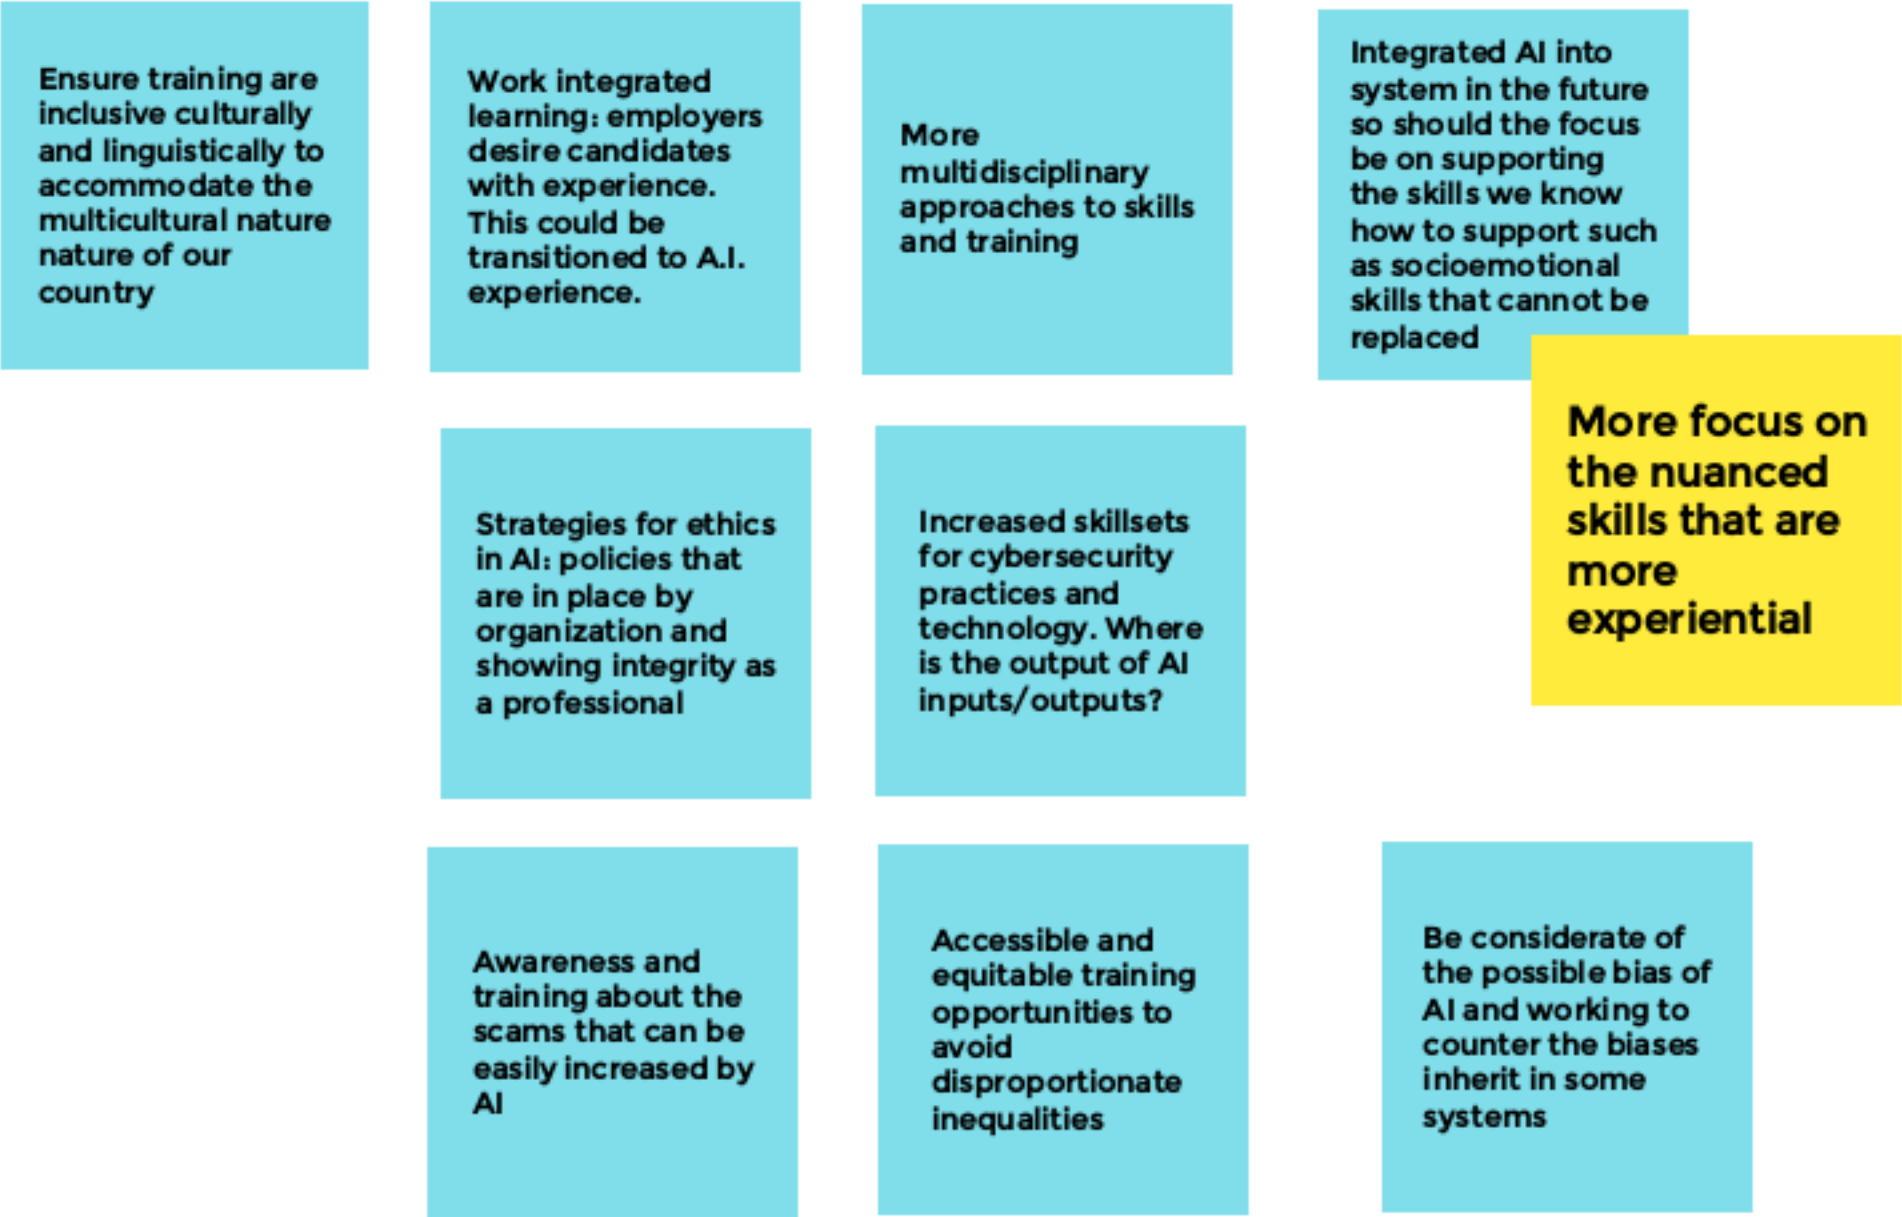 Ensure training are
inclusive culturally
and linguistically to
accommodate the
multicultural nature
nature of our
country
Work integrated
learning: employers
desire candidates
with experience.
This could be
transitioned to A.I.
experience.
More
multidisciplinary
approaches to skills
and training
Integrated AI into
system in the future
so should the focus
be on supporting
the skills we know
how to support such
as socioemotional
skills that cannot be
replaced
More focus on
the nuanced
skills that are
more
experiential
Strategies for ethics
in AI: policies that
are in place by
organization and
showing integrity as
a professional
Increased skillsets
for cybersecurity
practices and
technology. Where
is the output of AI
inputs/outputs?
Awareness and
training about the
scams that can be
easily increased by
AI
Accessible and
equitable training
opportunities to
avoid
disproportionate
inequalities
Be considerate of
the possible bias of
AI and working to
counter the biases
inherit in some
systems